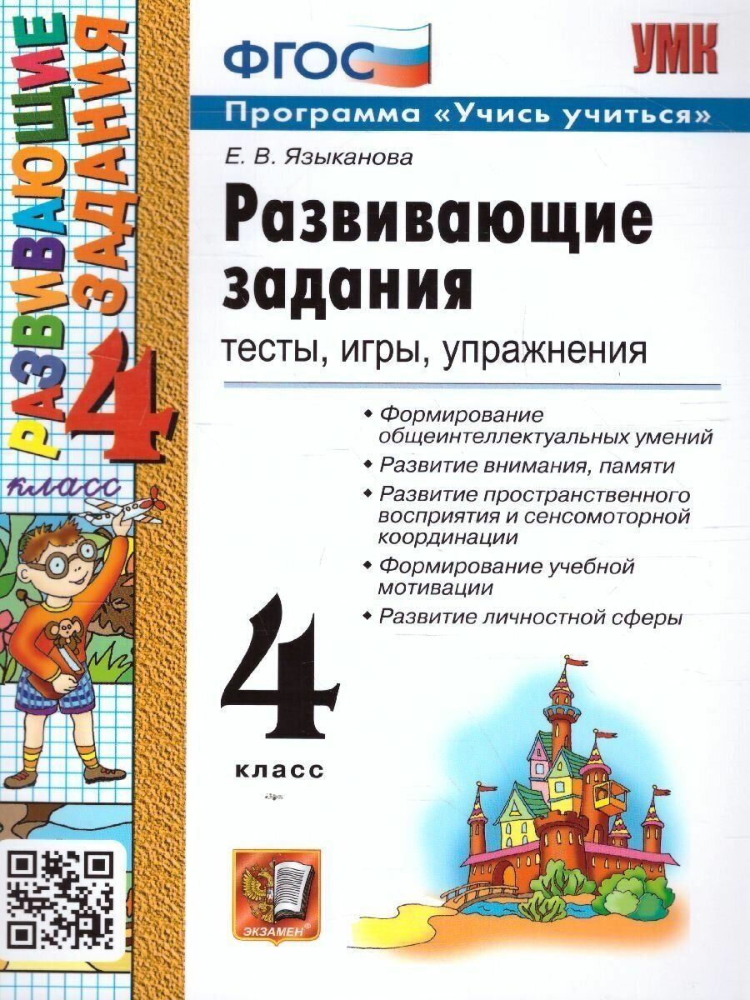 РАЗВИВАЮЩИЕ
ЗАДАНИЯ
4
класс
ФГОС
УМК
Программа «Учись учиться»
Е. В. Языканова
Развивающие
задания
тесты, игры, упражнения
• Формирование
общеинтеллектуальных умений
• Развитие внимания, памяти
• Развитие пространственного
восприятия и сенсомоторной
координации
• Формирование учебной
мотивации
• Развитие личностной сферы
4
класс
ЭКЗАМЕН®